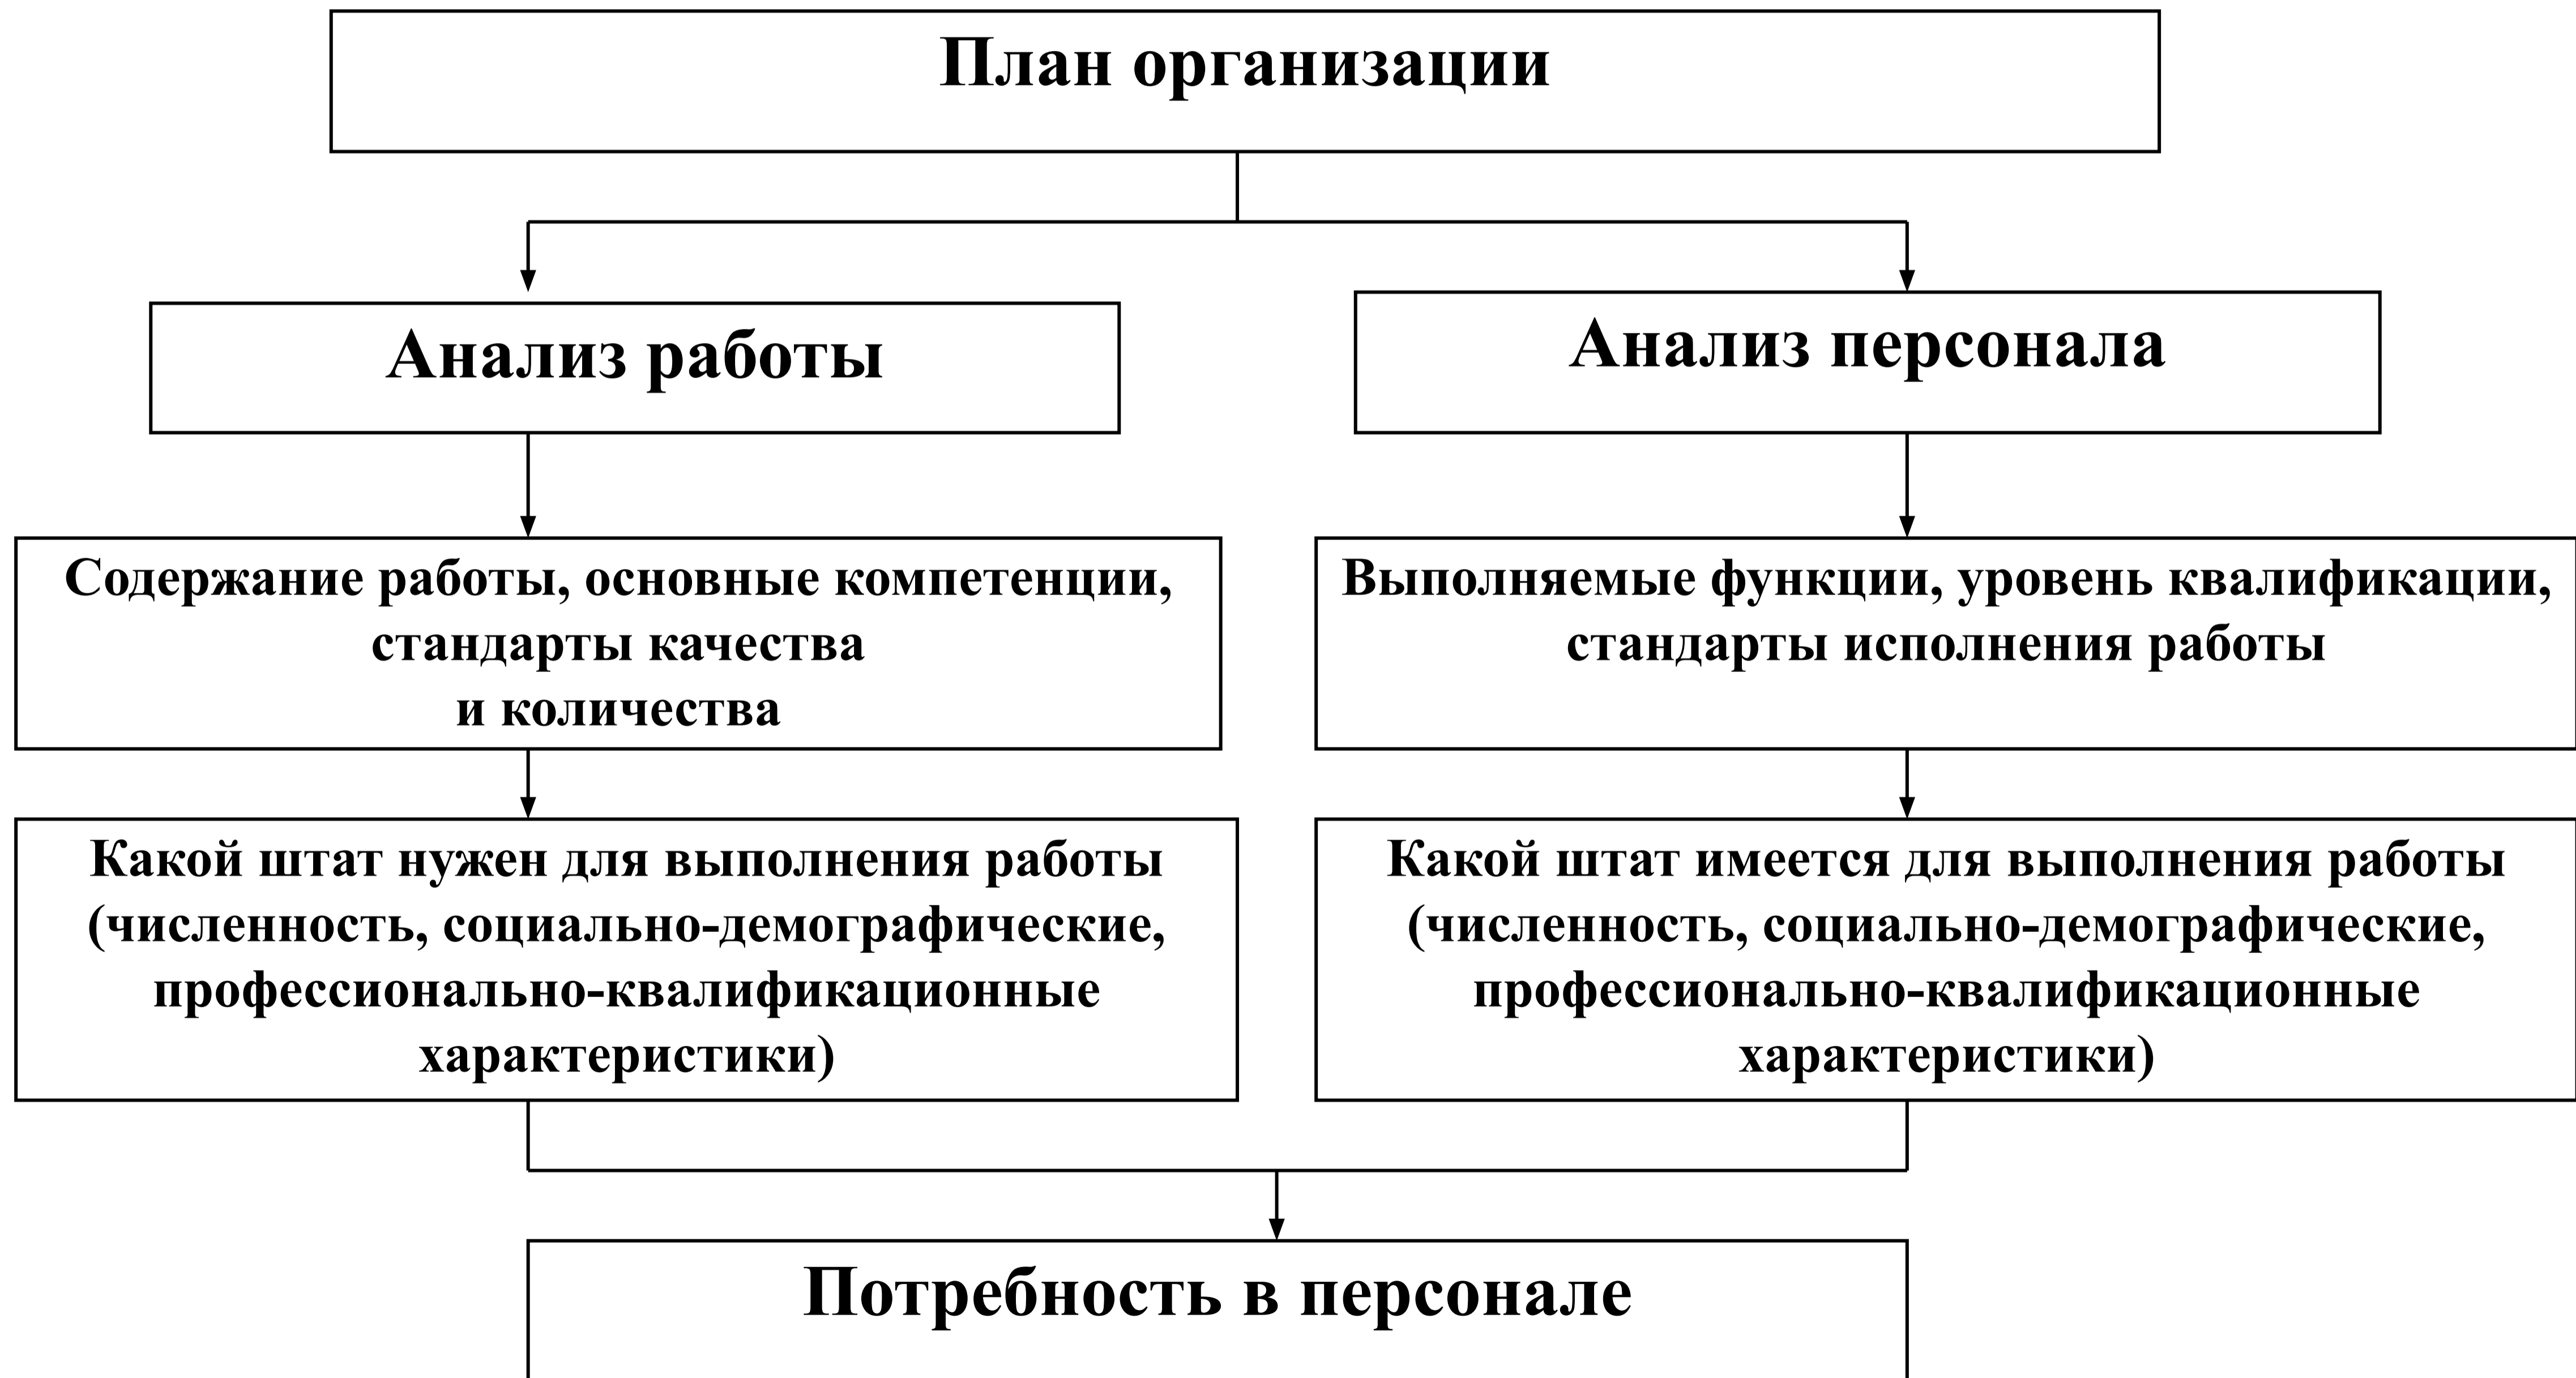 План организации
Анализ работы
Анализ персонала
Содержание работы, основные компетенции,
стандарты качества
и количества
Выполняемые функции, уровень квалификации,
стандарты исполнения работы
Какой штат нужен для выполнения работы
(численность, социально-демографические,
профессионально-квалификационные
характеристики)
Какой штат имеется для выполнения работы
(численность, социально-демографические,
профессионально-квалификационные
характеристики)
Потребность в персонале